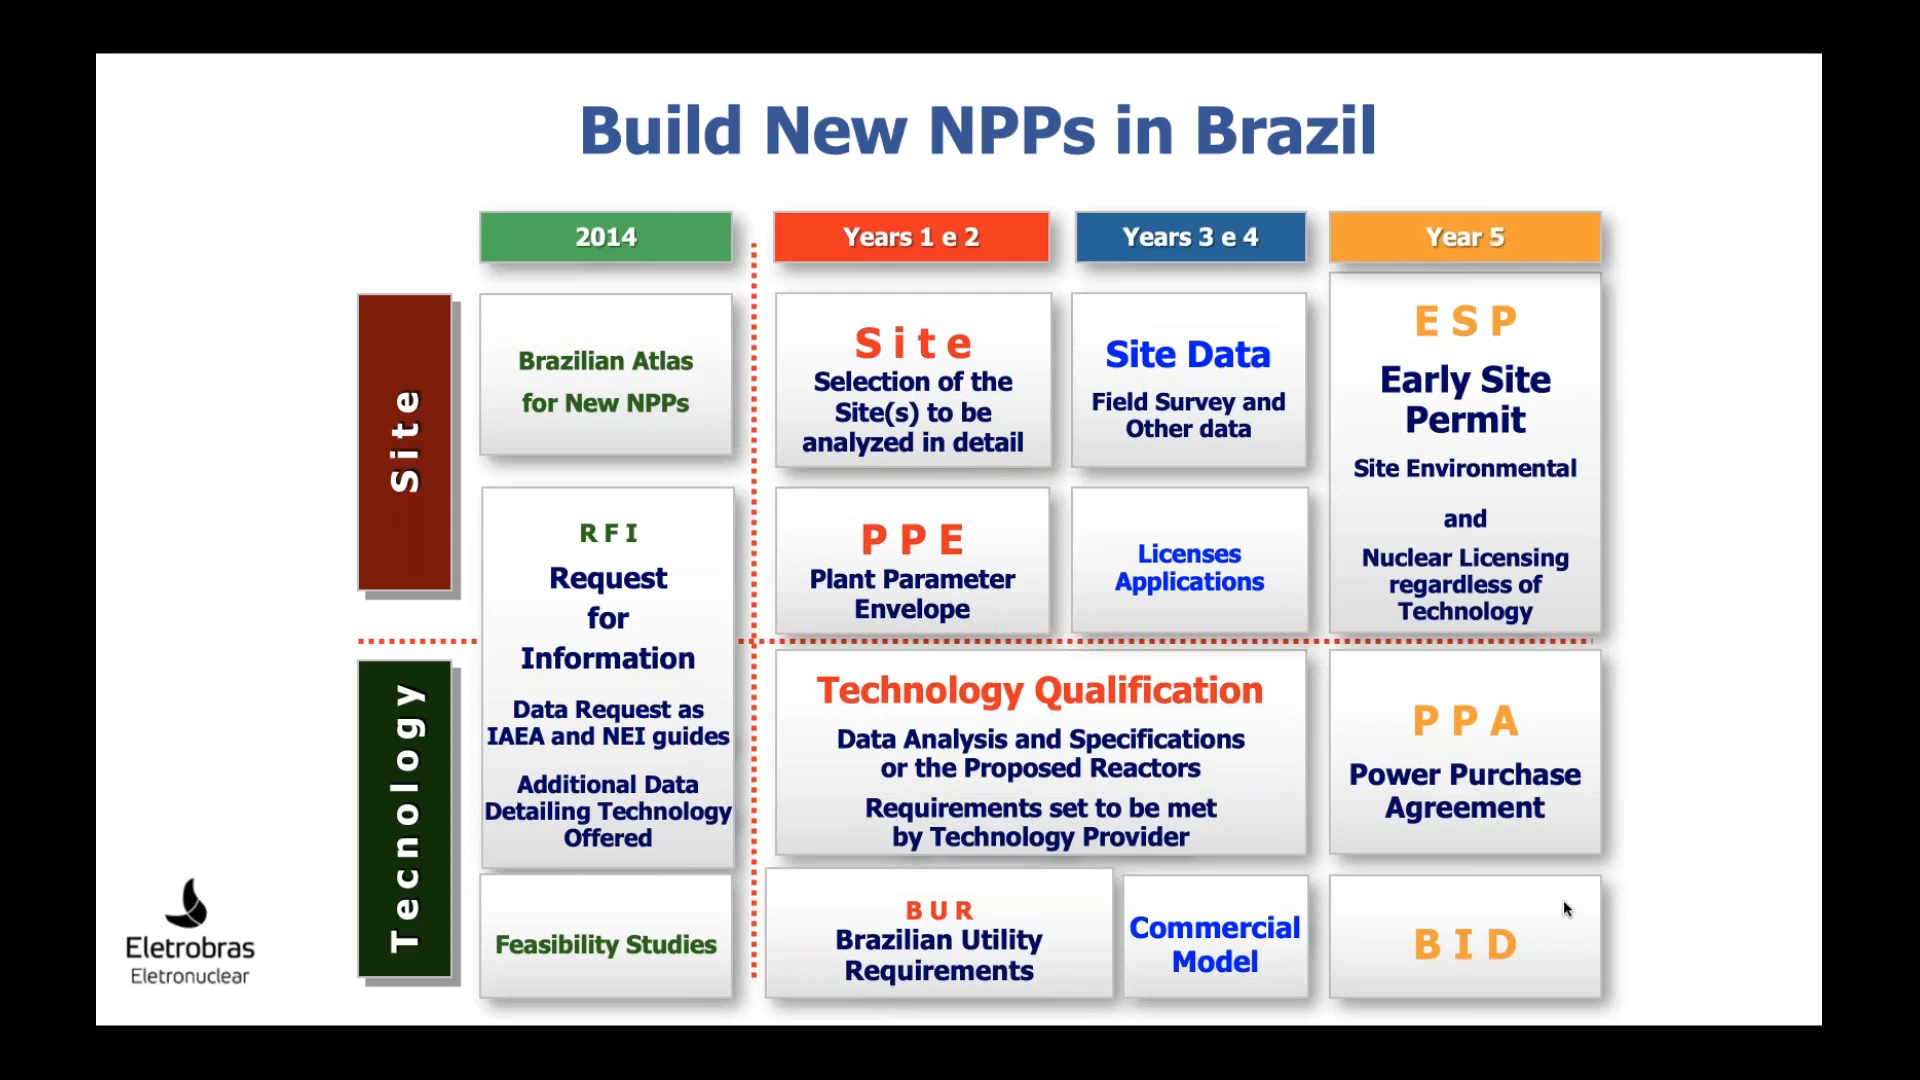 Build New NPPs in Brazil
2014
Years 1 e 2
Years 3 e 4
Year 5
Site
Brazilian Atlas
for New NPPs
Site
Selection of the
Site(s) to be
analyzed in detail
Site Data
Field Survey and
Other data
ESP
Early Site
Permit
Site Environmental
and
Nuclear Licensing
regardless of
Technology
RFI
Request
for
Information
Data Request as
IAEA and NEI guides
Additional Data
Detailing Technology
Offered
PPE
Plant Parameter
Envelope
Licenses
Applications
Tecnology
Technology Qualification
Data Analysis and Specifications
or the Proposed Reactors
Requirements set to be met
by Technology Provider
PPA
Power Purchase
Agreement
Feasibility Studies
BUR
Brazilian Utility
Requirements
Commercial
Model
BID
Eletrobras
Eletronuclear